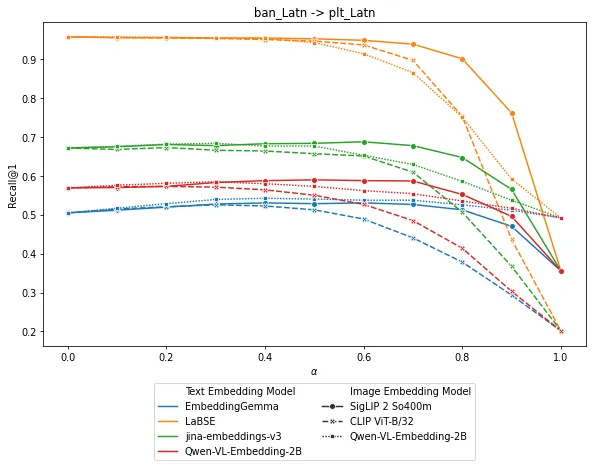 ban_Latn -> plt_Latn
Recall@1
0.9
0.8
0.7
0.6
0.5
0.4
0.3
0.2
0.0 0.2 0.4 0.6 0.8 1.0
α
Text Embedding Model Image Embedding Model
EmbeddingGemma SigLIP 2 So400m
LaBSE CLIP ViT-B/32
jina-embeddings-v3 Qwen-VL-Embedding-2B
Qwen-VL-Embedding-2B